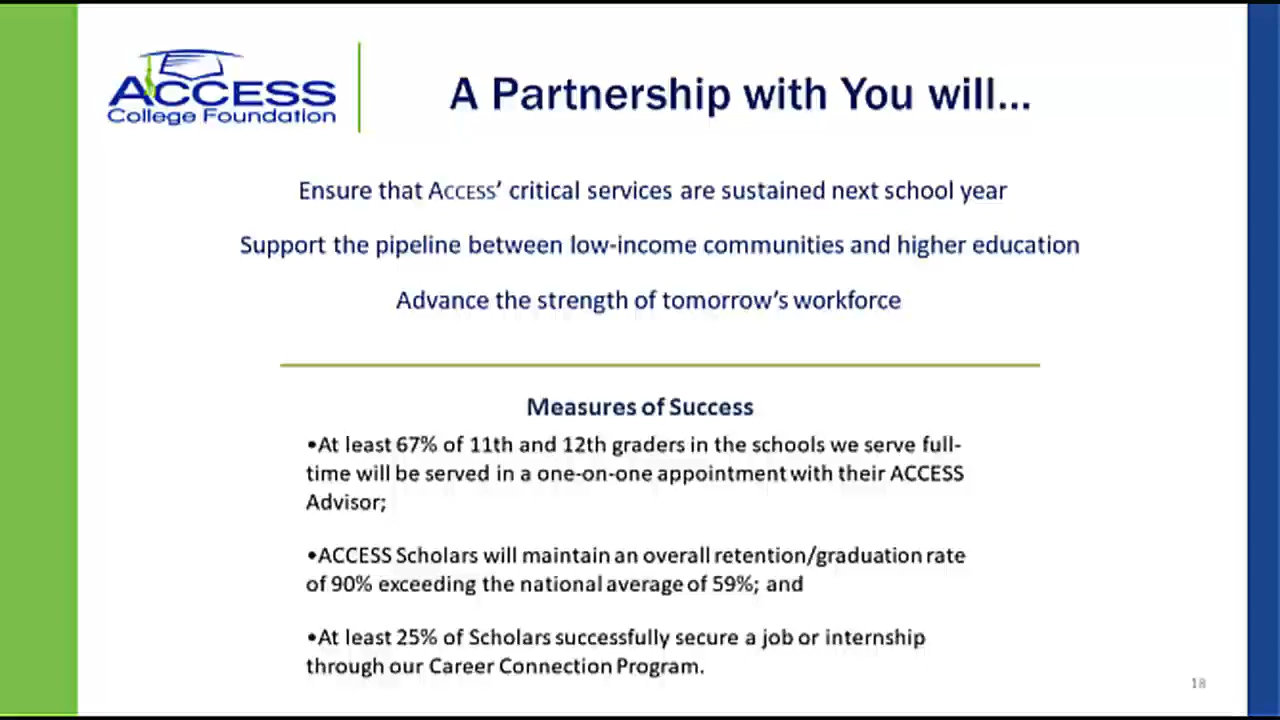 ACCESS
College Foundation
A Partnership with You will...
Ensure that ACCESS' critical services are sustained next school year
Support the pipeline between low-income communities and higher education
Advance the strength of tomorrow's workforce
Measures of Success
•At least 67% of 11th and 12th graders in the schools we serve full-
time will be served in a one-on-one appointment with their ACCESS
Advisor;
•ACCESS Scholars will maintain an overall retention/graduation rate
of 90% exceeding the national average of 59%; and
•At least 25% of Scholars successfully secure a job or internship
through our Career Connection Program.
18